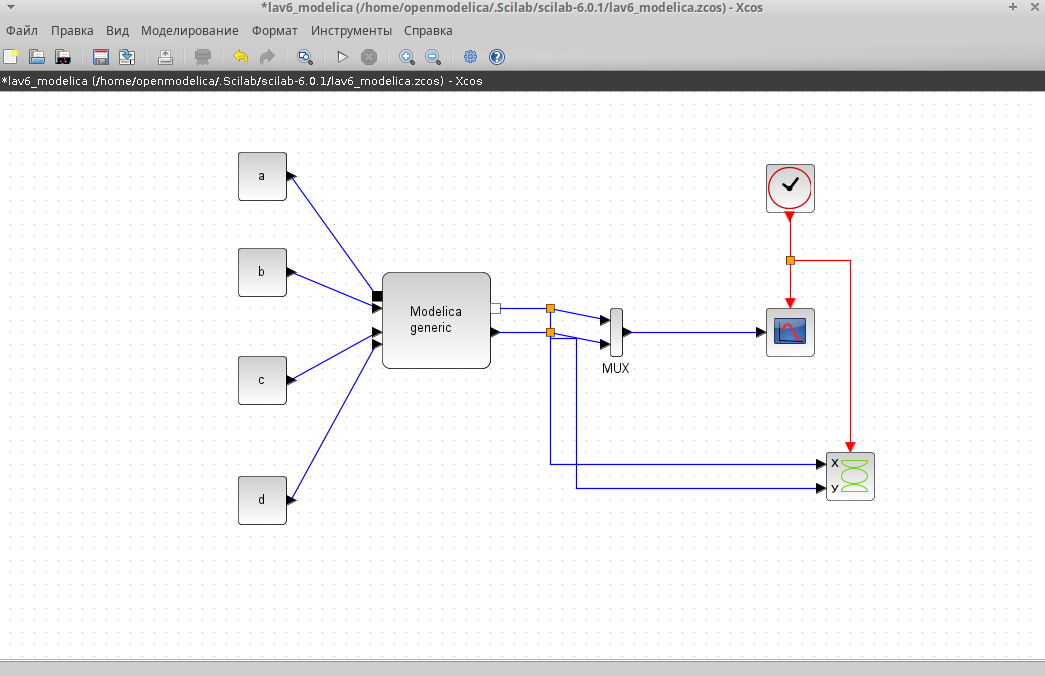 *lav6_modelica (/home/openmodelica/.Scilab/scilab-6.0.1/lav6_modelica.zcos) - Xcos
Файл Правка Вид Моделирование Формат Инструменты Справка
*lav6_modelica (/home/openmodelica/.Scilab/scilab-6.0.1/lav6_modelica.zcos) - Xcos
a
b
Modelica
generic
MUX
c
X
y
d